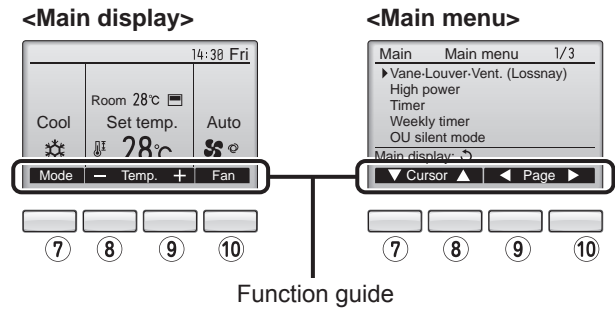 <Main display>
14:30 Fri
Room 28°C
Cool Set temp. Auto
28°C
Mode − Temp. + Fan
7 8 9 10
<Main menu>
Main Main menu 1/3
▶Vane·Louver·Vent. (Lossnay)
High power
Timer
Weekly timer
OU silent mode
Main display:
▼ Cursor ▲ ◀ Page ▶
7 8 9 10
Function guide